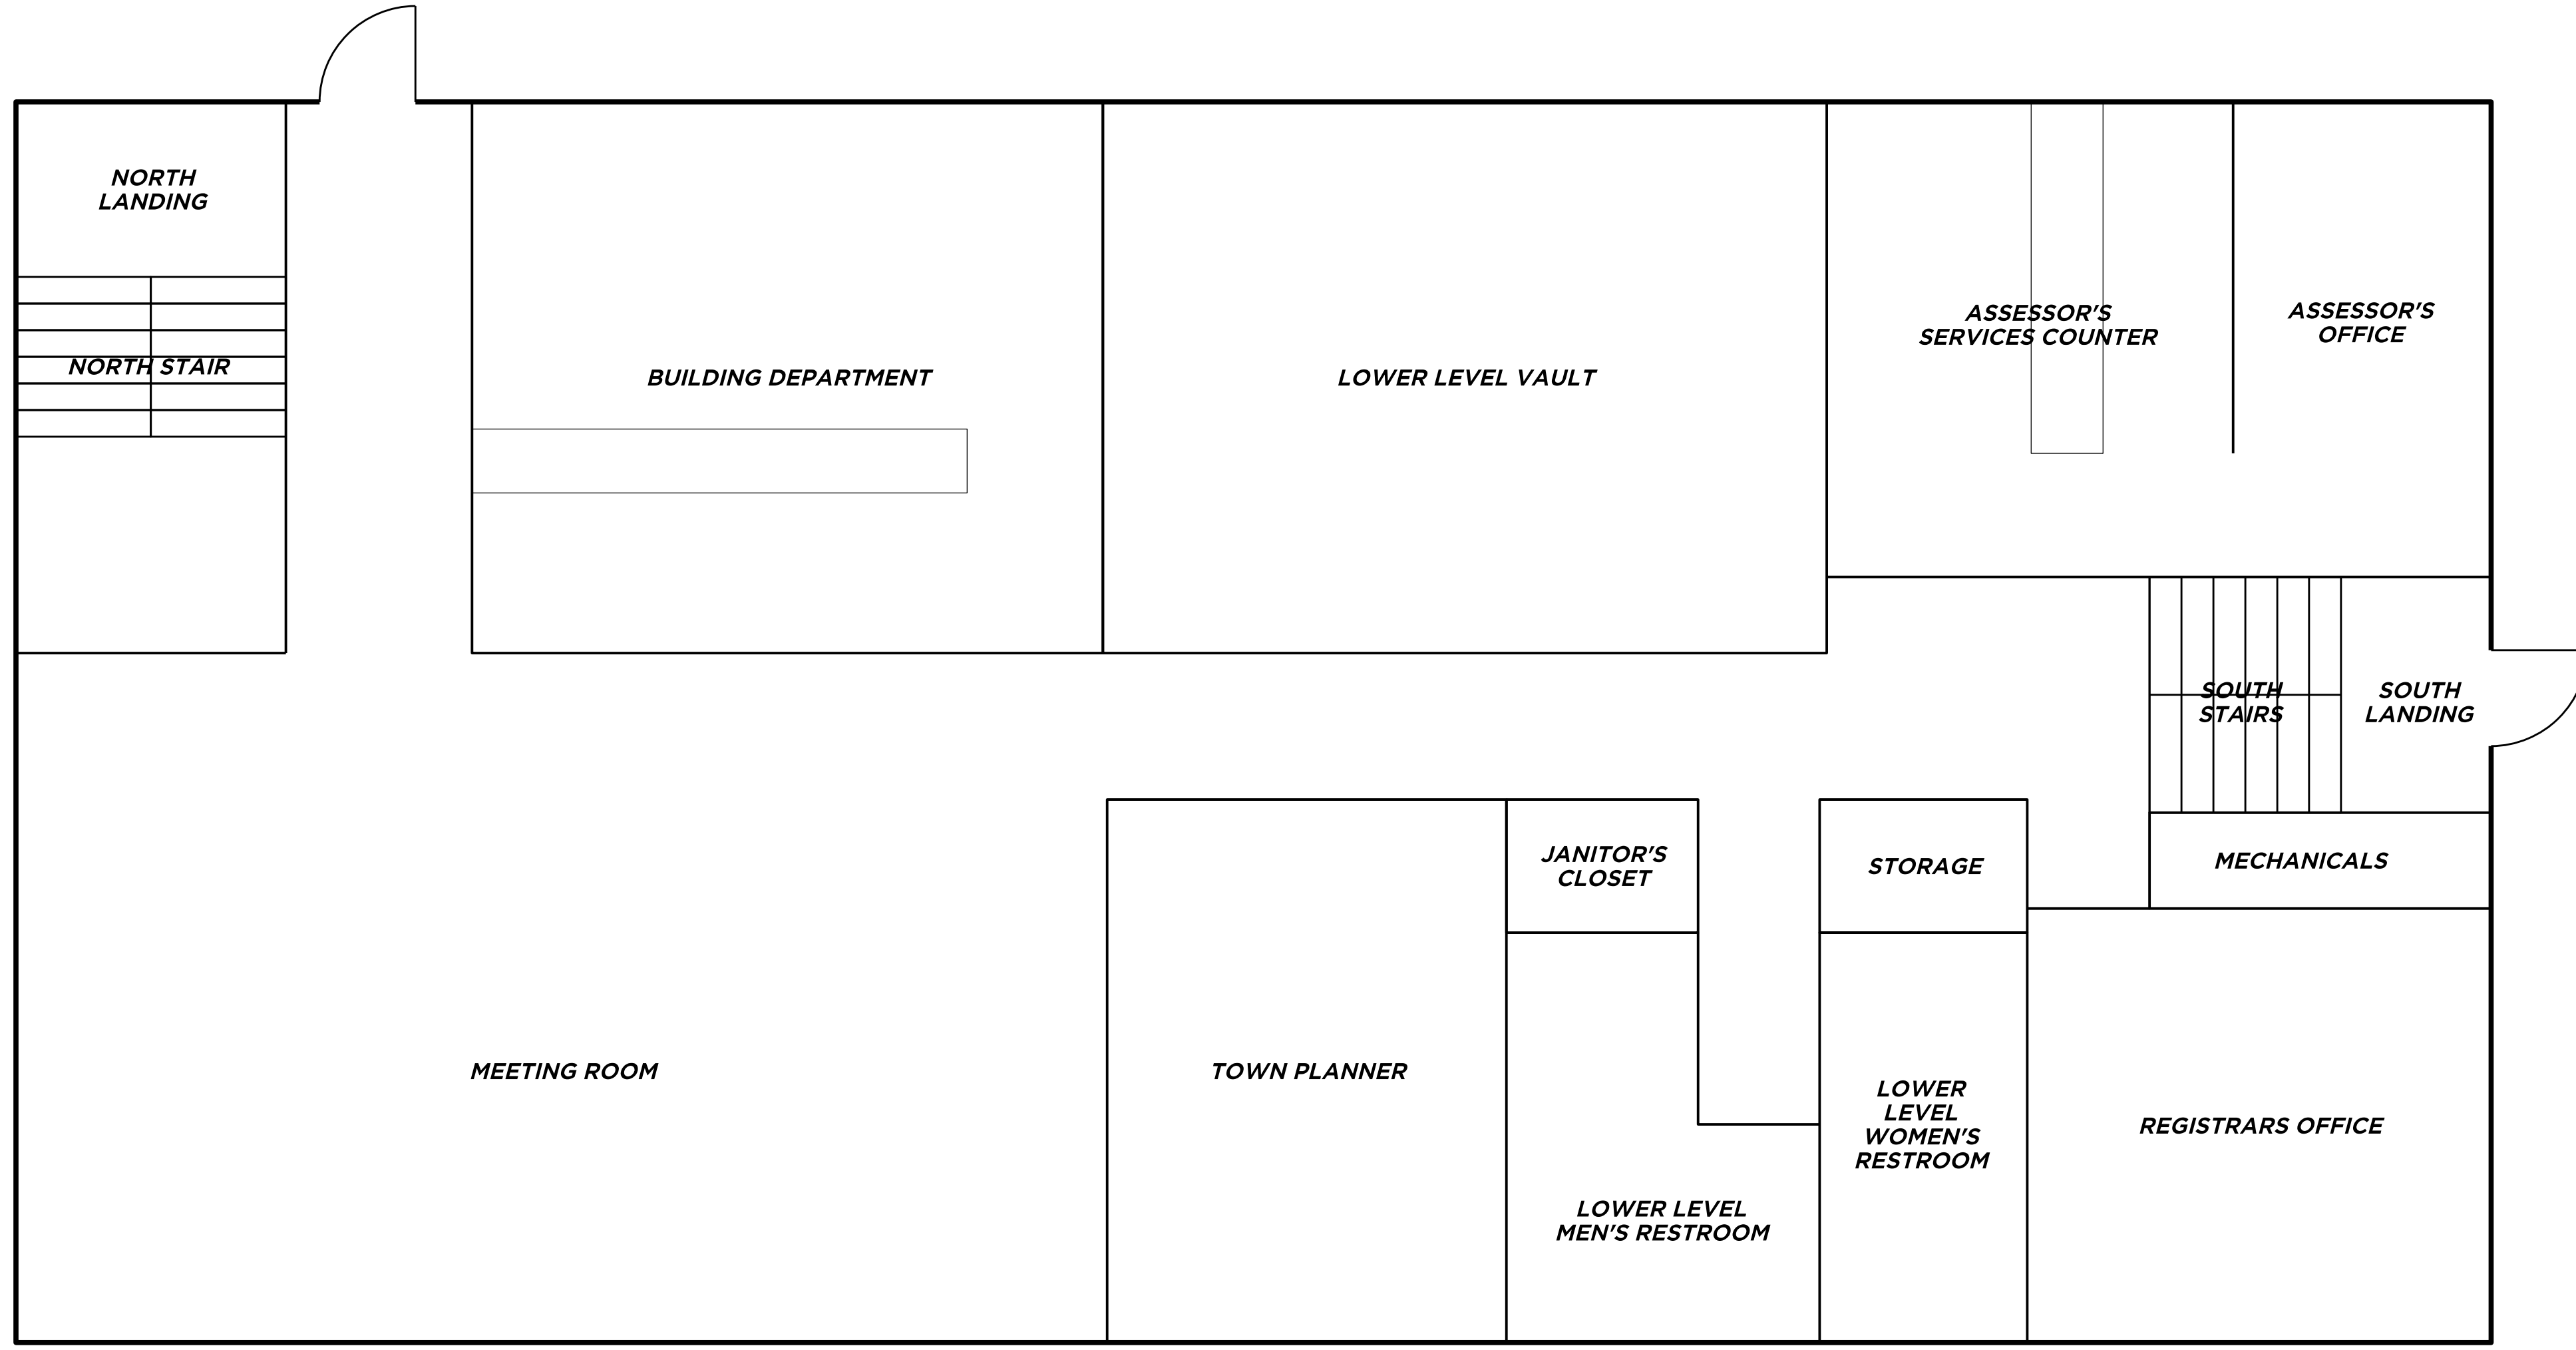 NORTH
LANDING
NORTH STAIR
BUILDING DEPARTMENT
LOWER LEVEL VAULT
ASSESSOR'S
SERVICES COUNTER
ASSESSOR'S
OFFICE
SOUTH
STAIRS
SOUTH
LANDING
JANITOR'S
CLOSET
STORAGE
MECHANICALS
MEETING ROOM
TOWN PLANNER
LOWER LEVEL
MEN'S RESTROOM
LOWER
LEVEL
WOMEN'S
RESTROOM
REGISTRARS OFFICE